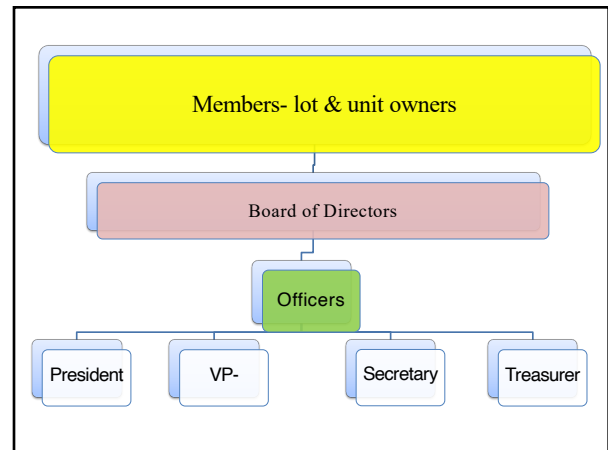 Members- lot & unit owners
Board of Directors
Officers
President
VP-
Secretary
Treasurer